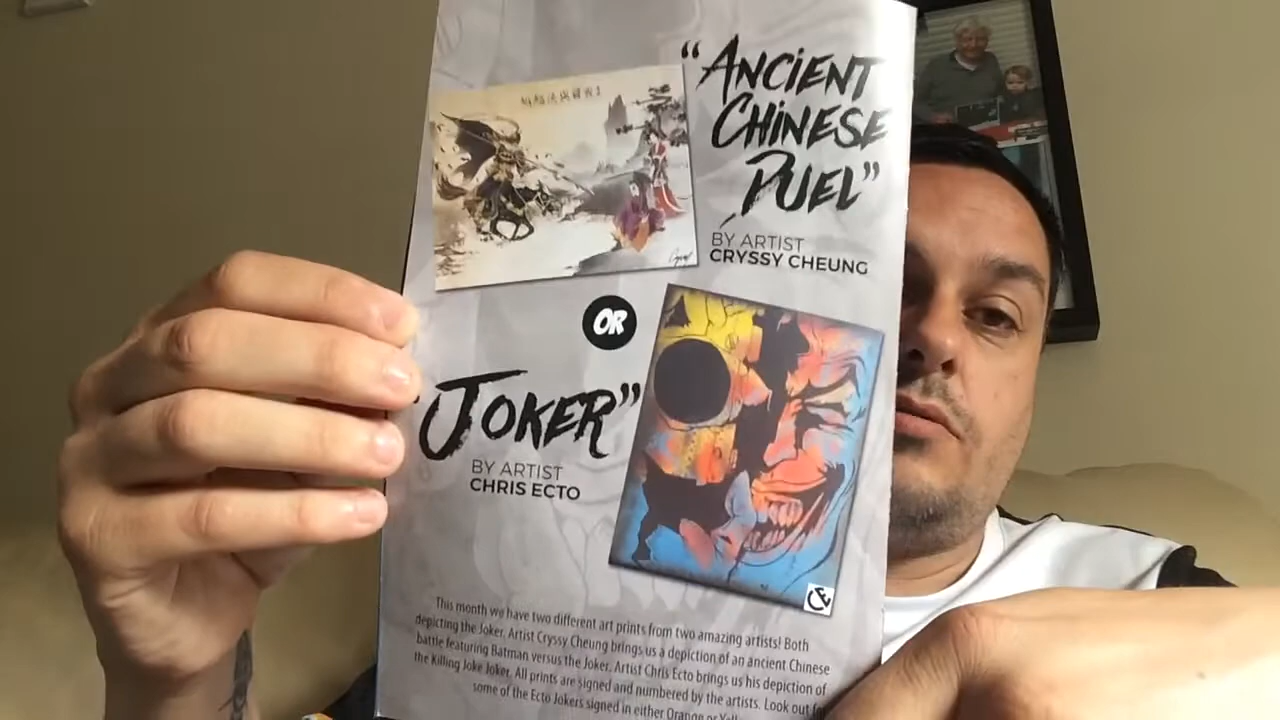 “ANCiENT
CHiNESE
DUEL”
BY ARTIST
CRYSSY CHEUNG
OR
JOKER”
BY ARTIST
CHRIS ECTO
CE
This month we have two different art prints from two amazing artists! Both
depicting the Joker. Artist Cryssy Cheung brings us a depiction of an ancient Chinese
battle featuring Batman versus the Joker. Artist Chris Ecto brings us his depiction of
the Killing Joke Joker. All prints are signed and numbered by the artists. Look out
some of the Ecto Jokers signed in either Orange or